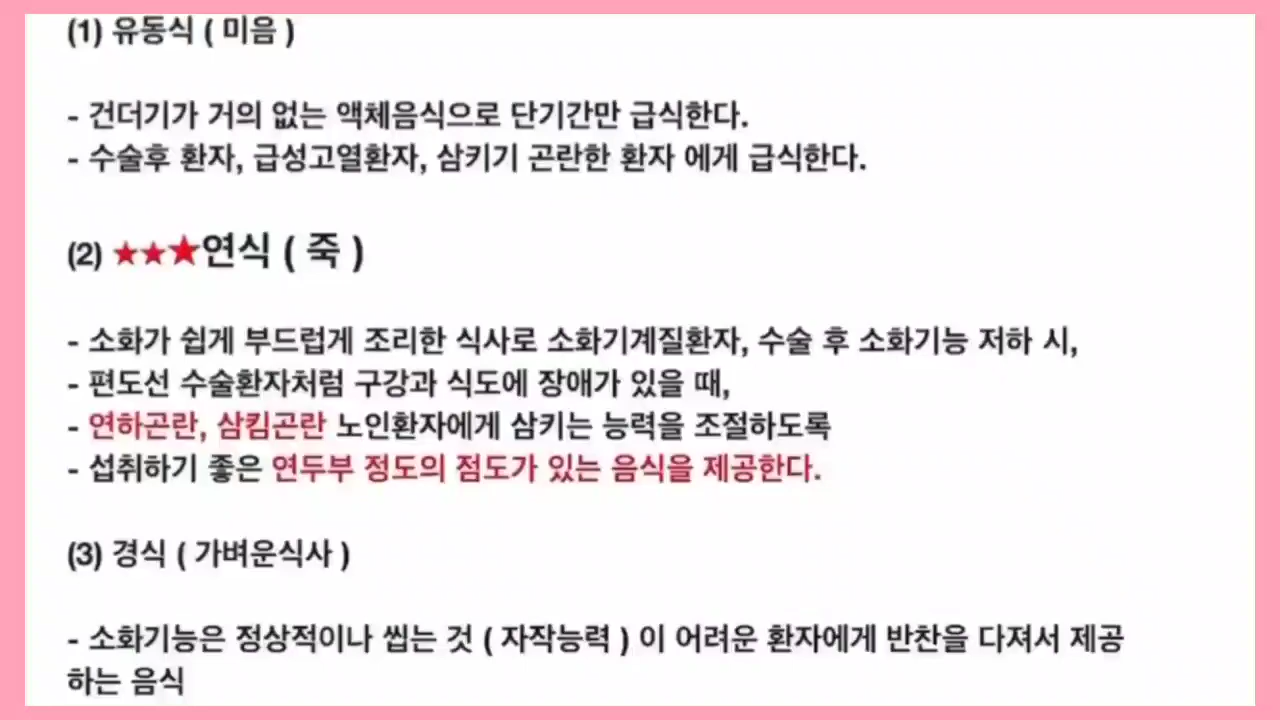 (1) 유동식 ( 미음 )
- 건더기가 거의 없는 액체음식으로 단기간만 급식한다.
- 수술후 환자, 급성고열환자, 삼키기 곤란한 환자 에게 급식한다.
(2) ★★★연식 ( 죽 )
- 소화가 쉽게 부드럽게 조리한 식사로 소화기계질환자, 수술 후 소화기능 저하 시,
- 편도선 수술환자처럼 구강과 식도에 장애가 있을 때,
- 연하곤란, 삼킴곤란 노인환자에게 삼키는 능력을 조절하도록
- 섭취하기 좋은 연두부 정도의 점도가 있는 음식을 제공한다.
(3) 경식 ( 가벼운식사 )
- 소화기능은 정상적이나 씹는 것 ( 자작능력 ) 이 어려운 환자에게 반찬을 다져서 제공
하는 음식